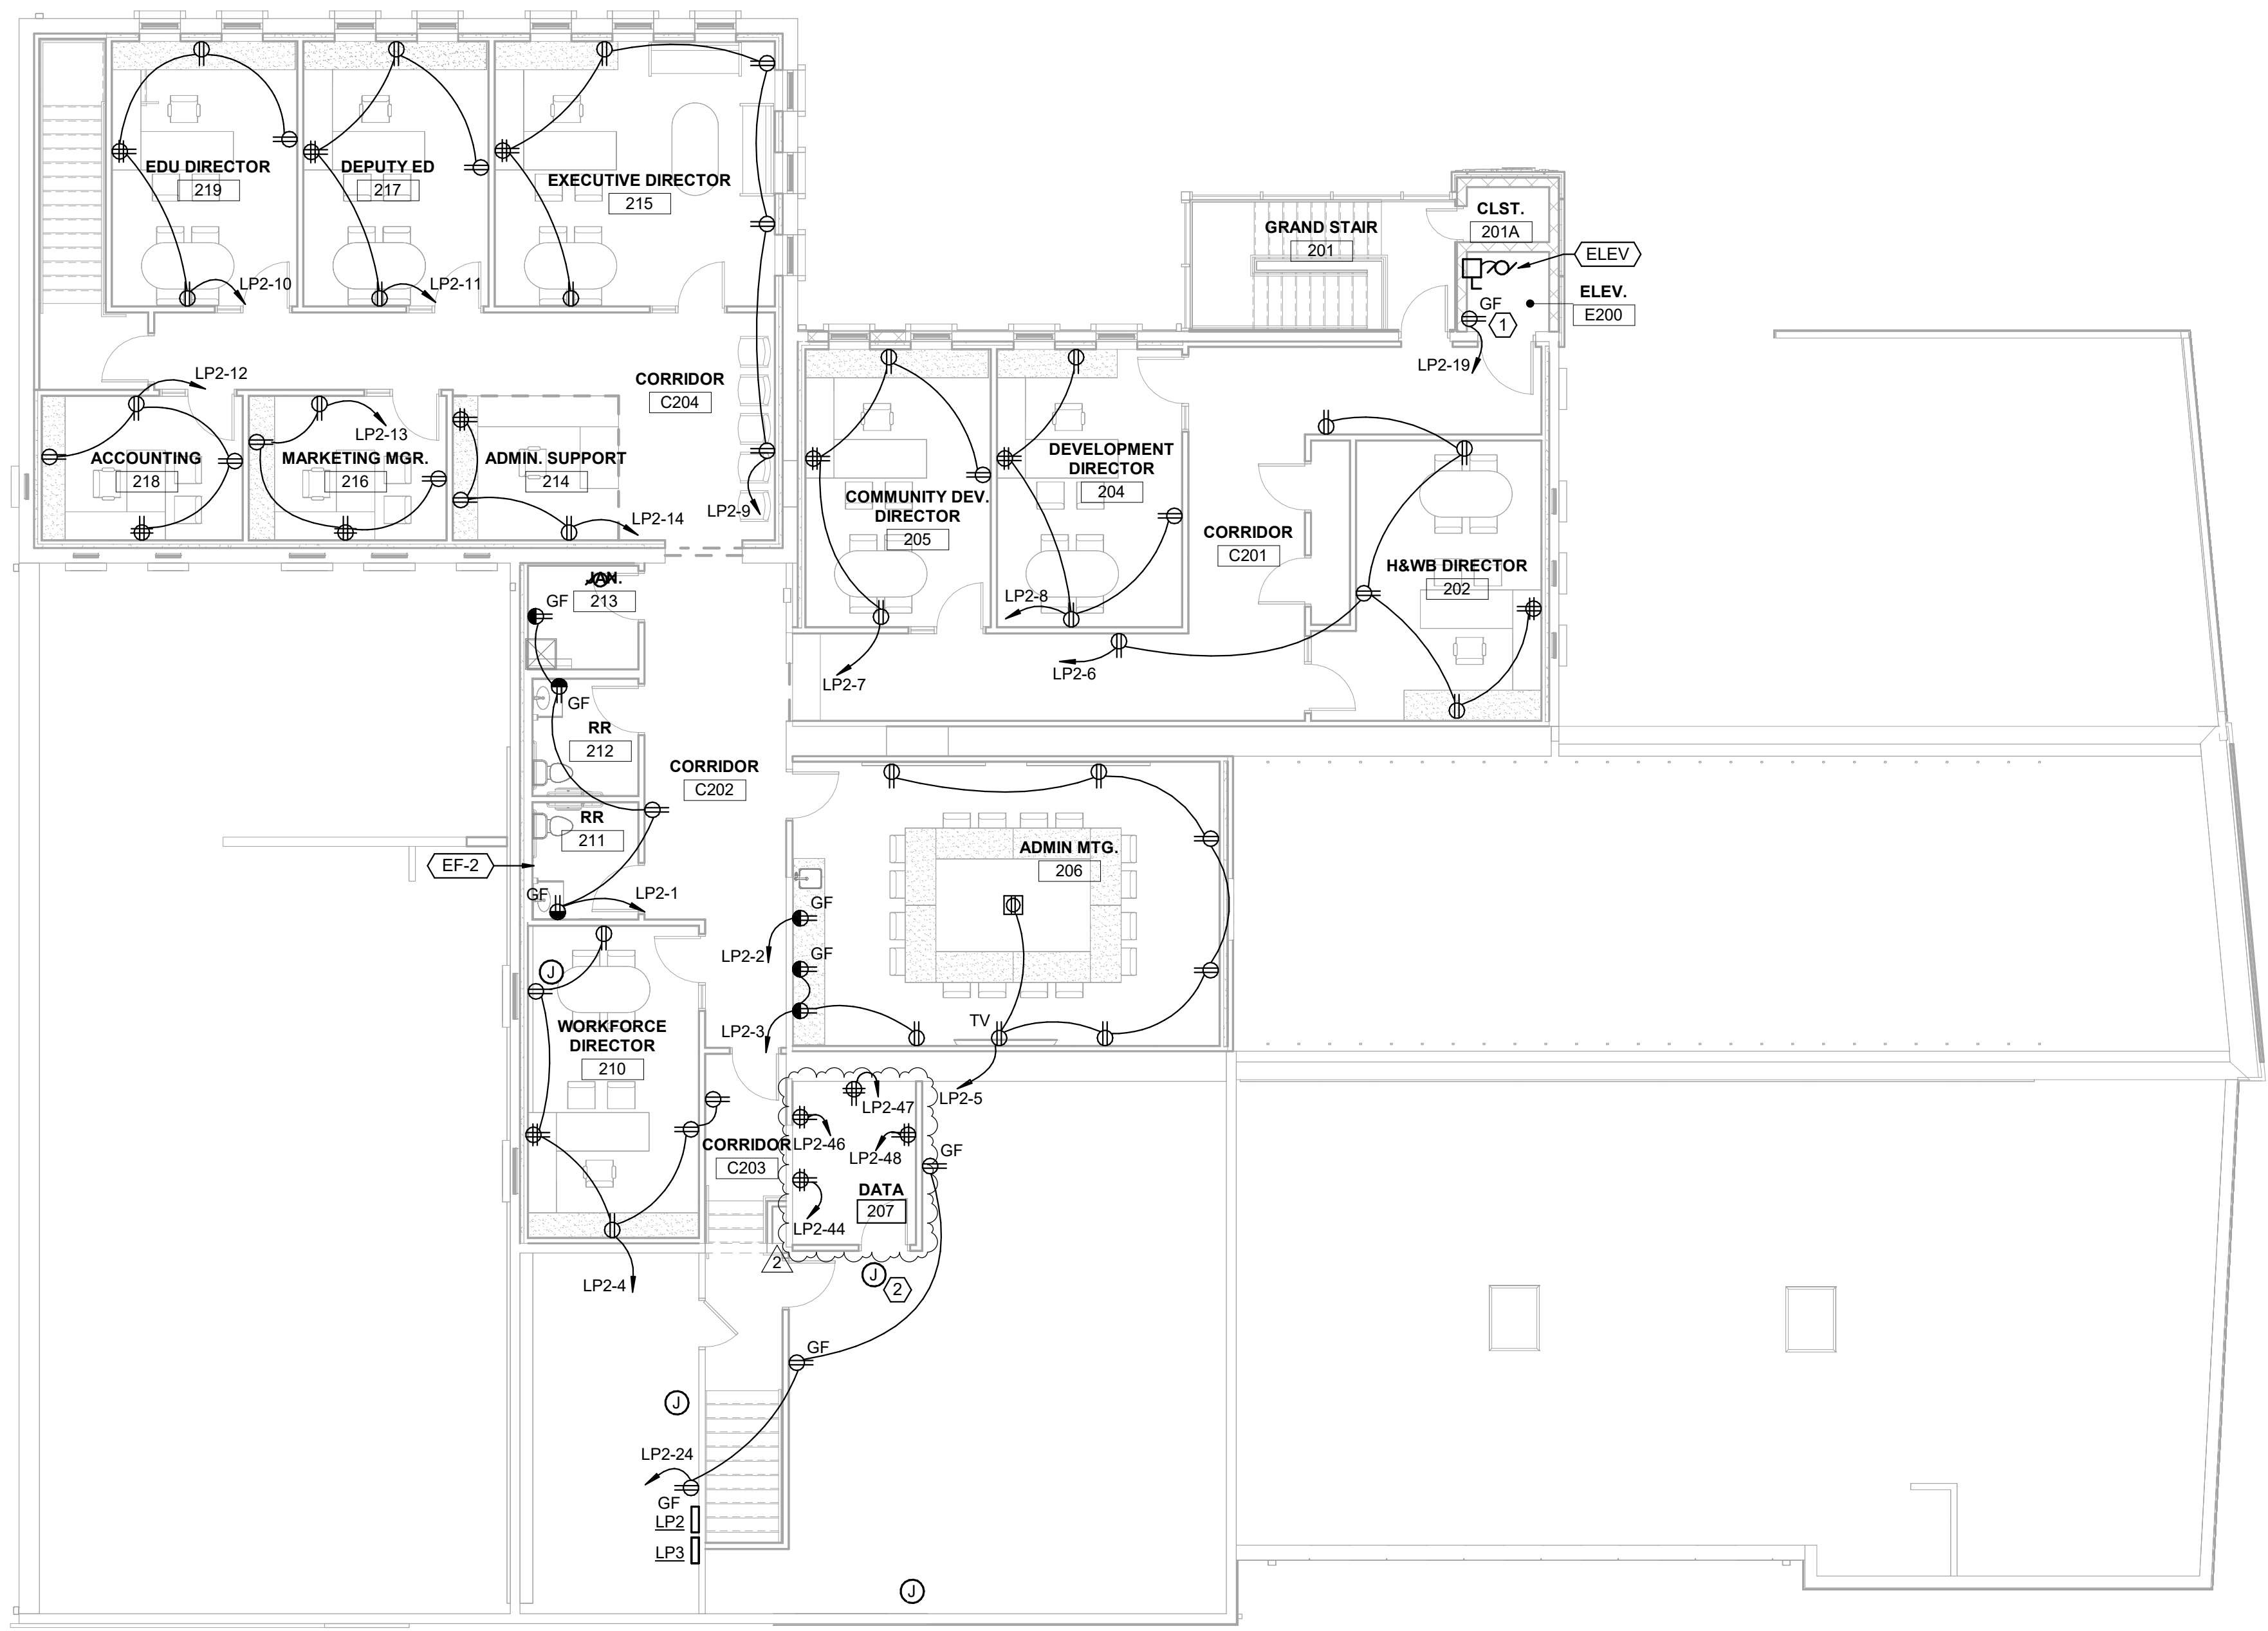 EDU DIRECTOR
219
DEPUTY ED
217
EXECUTIVE DIRECTOR
215
LP2-10
LP2-11
GRAND STAIR
201
CLST.
201A
ELEV
ELEV.
E200
GF
1
LP2-19
LP2-12
LP2-13
CORRIDOR
C204
ACCOUNTING
218
MARKETING MGR.
216
ADMIN. SUPPORT
214
LP2-9
LP2-14
COMMUNITY DEV.
DIRECTOR
205
DEVELOPMENT
DIRECTOR
204
CORRIDOR
C201
H&WB DIRECTOR
202
LP2-8
LP2-7
LP2-6
JAN.
213
GF
GF
RR
212
CORRIDOR
C202
RR
211
EF-2
GF
LP2-1
ADMIN MTG.
206
GF
LP2-2
GF
LP2-3
TV
LP2-5
J
WORKFORCE
DIRECTOR
210
LP2-47
LP2-46
LP2-48
CORRIDOR
C203
GF
DATA
207
LP2-44
2
J
2
LP2-4
GF
J
LP2-24
GF
LP2
LP3
J